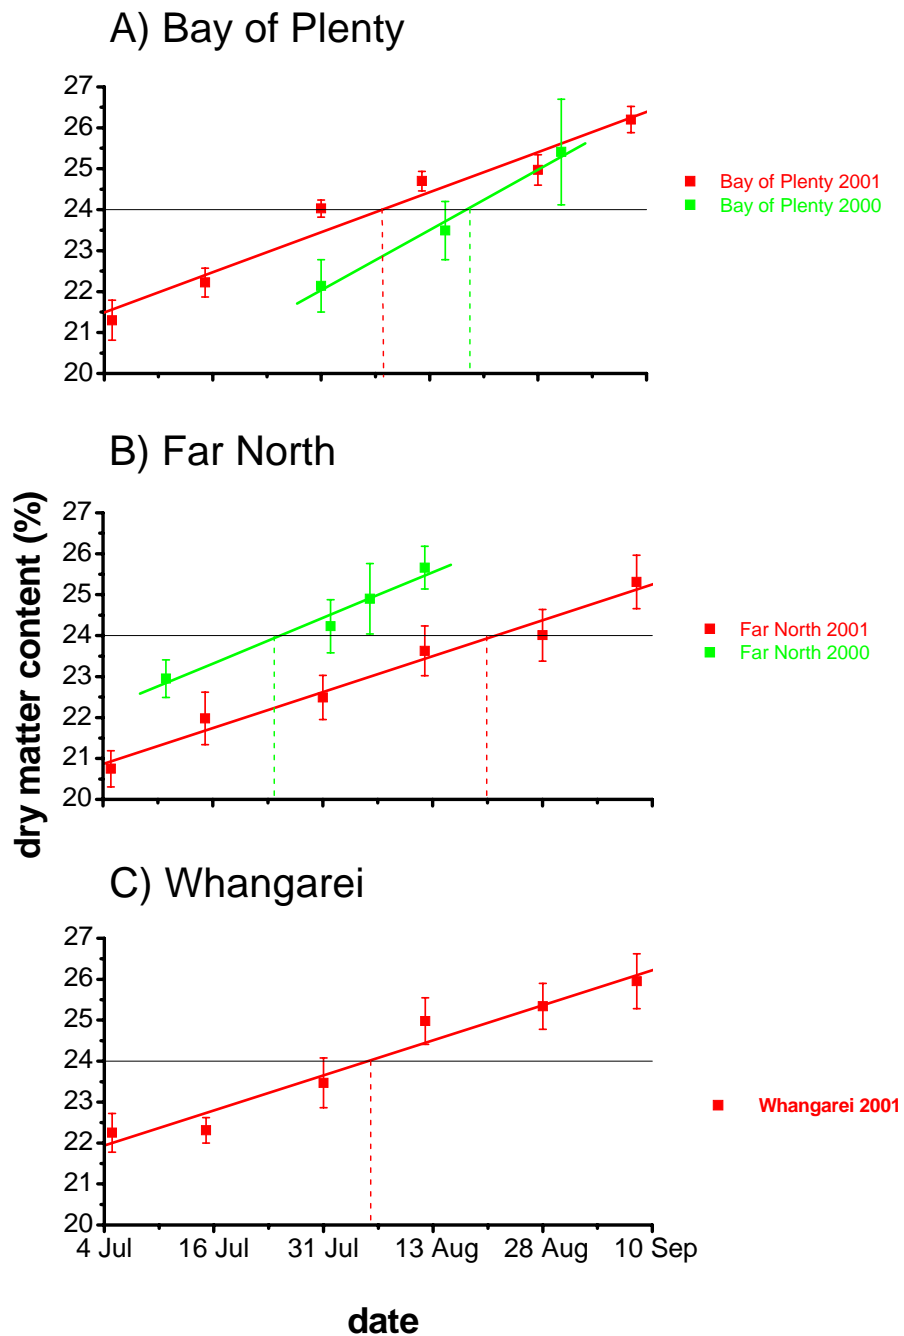 A) Bay of Plenty
27
26
25
24
23
22
21
20
Bay of Plenty 2001
Bay of Plenty 2000
B) Far North
dry matter content (%)
27
26
25
24
23
22
21
20
Far North 2001
Far North 2000
C) Whangarei
27
26
25
24
23
22
21
20
Whangarei 2001
4 Jul 16 Jul 31 Jul 13 Aug 28 Aug 10 Sep
date